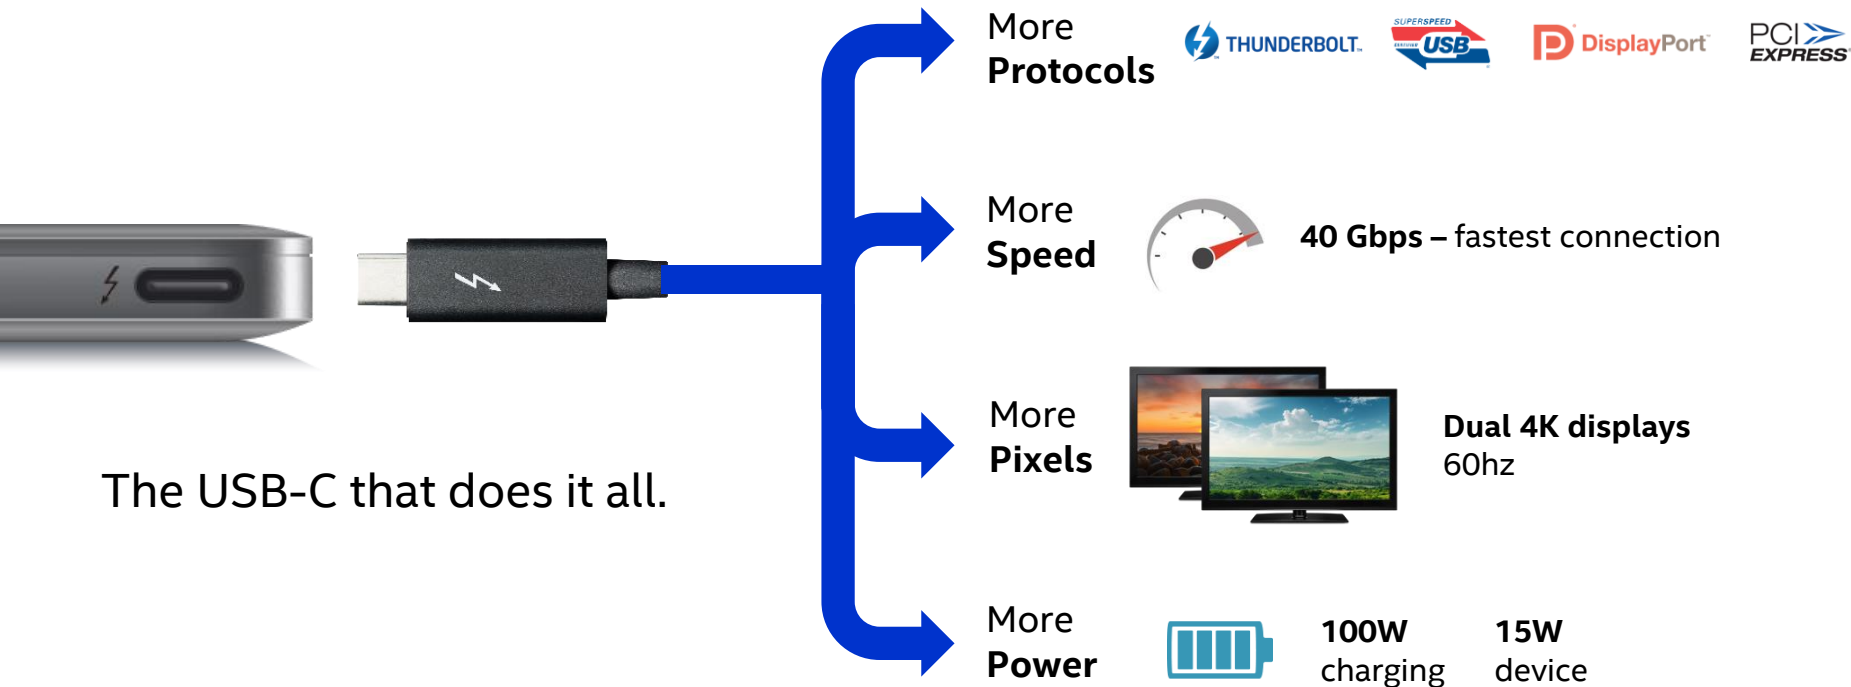 More
Protocols
THUNDERBOLT™
SUPERSPEED
USB
DisplayPort
PCI
EXPRESS
More
Speed
40 Gbps – fastest connection
More
Pixels
Dual 4K displays
60hz
The USB-C that does it all.
More
Power
100W
charging
15W
device